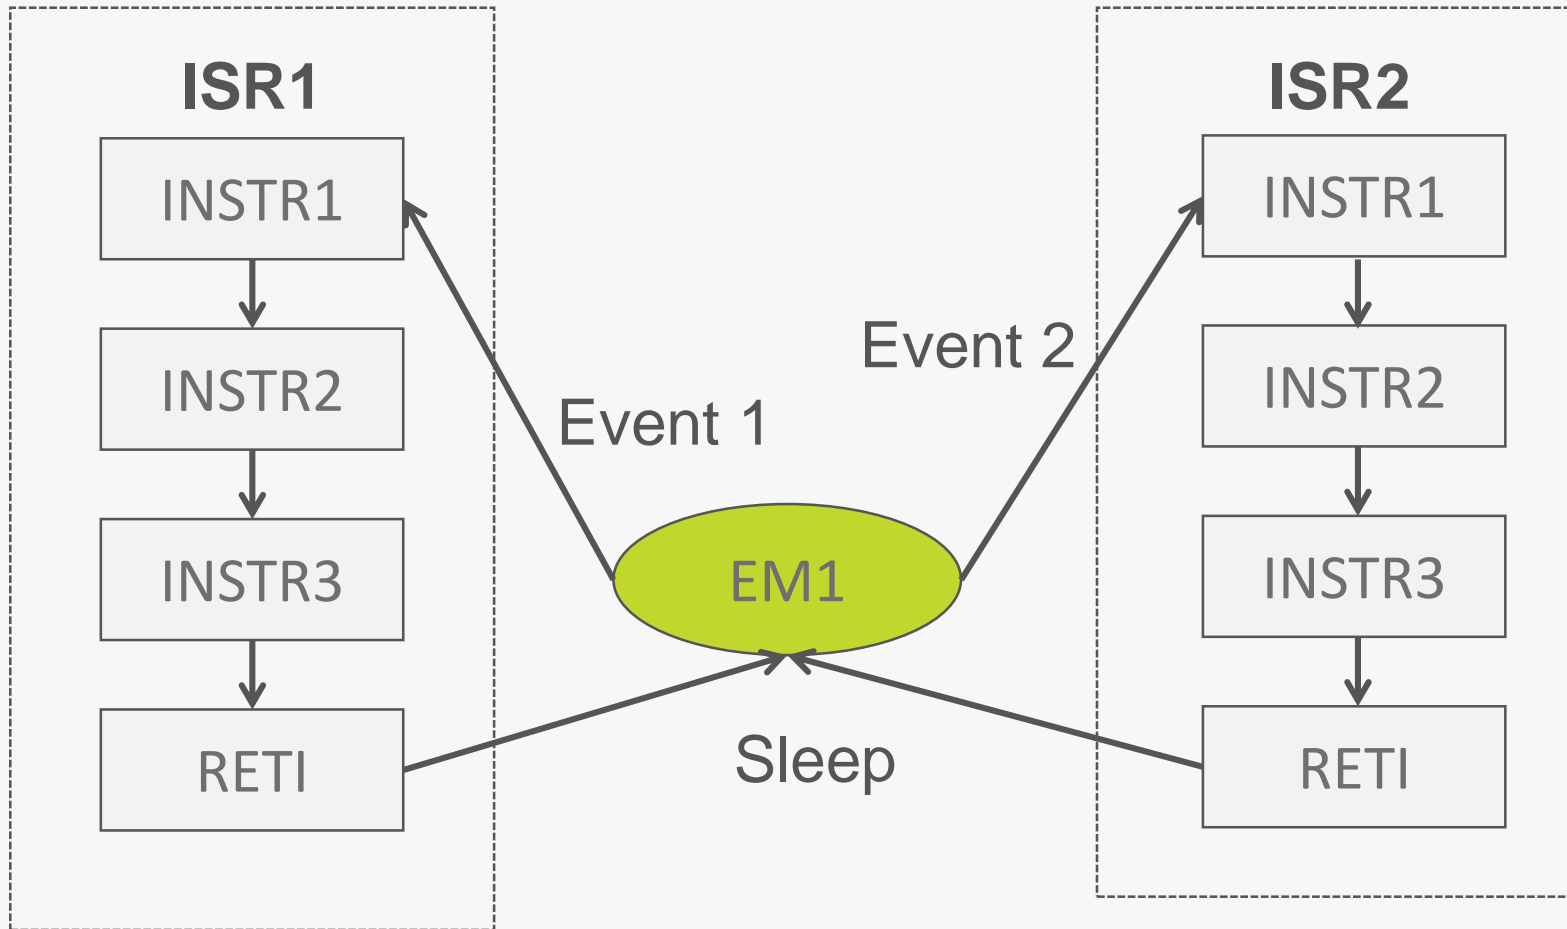 ISR1
INSTR1
INSTR2
INSTR3
RETI
Event 1
Event 2
EM1
Sleep
ISR2
INSTR1
INSTR2
INSTR3
RETI